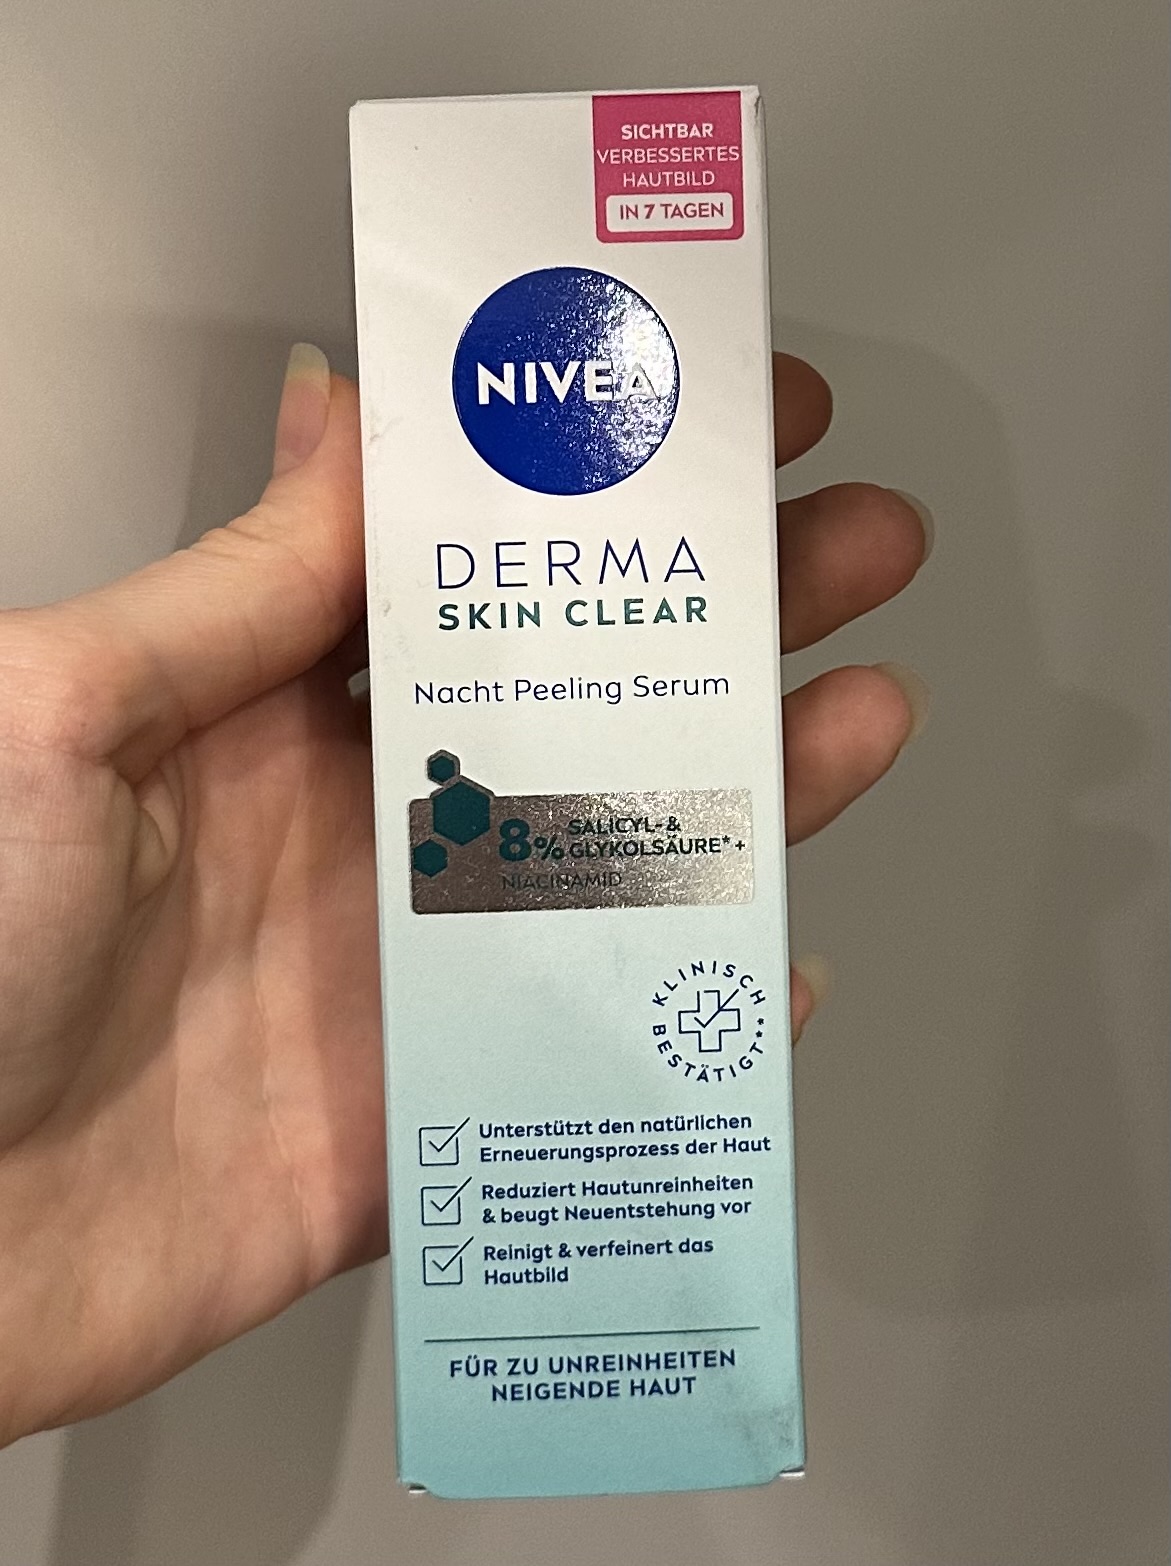 SICHTBAR
VERBESSERTES
HAUTBILD
IN 7 TAGEN
NIVEA
DERMA
SKIN CLEAR
Nacht Peeling Serum
8% SALICYL- &
GLYKOLSÄURE* +
NIACINAMID
KLINISCH
BESTÄTIGT**
Unterstützt den natürlichen
Erneuerungsprozess der Haut
Reduziert Hautunreinheiten
& beugt Neuentstehung vor
Reinigt & verfeinert das
Hautbild
FÜR ZU UNREINHEITEN
NEIGENDE HAUT